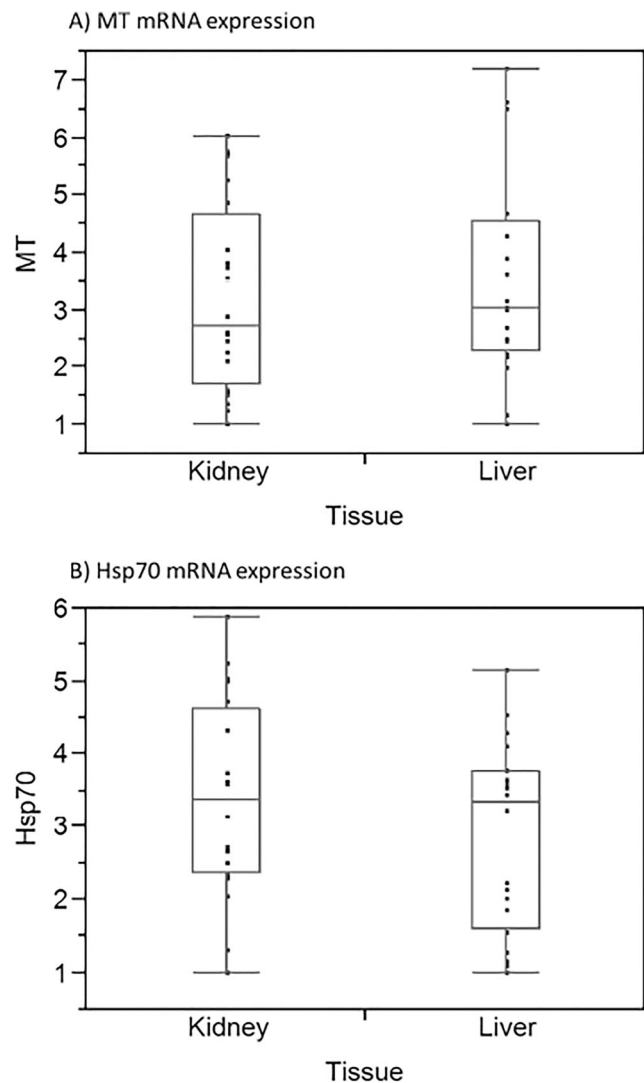 A) MT mRNA expression
7
6
5
4
3
2
1
MT
Kidney Liver
Tissue
B) Hsp70 mRNA expression
6
5
4
3
2
1
Hsp70
Kidney Liver
Tissue